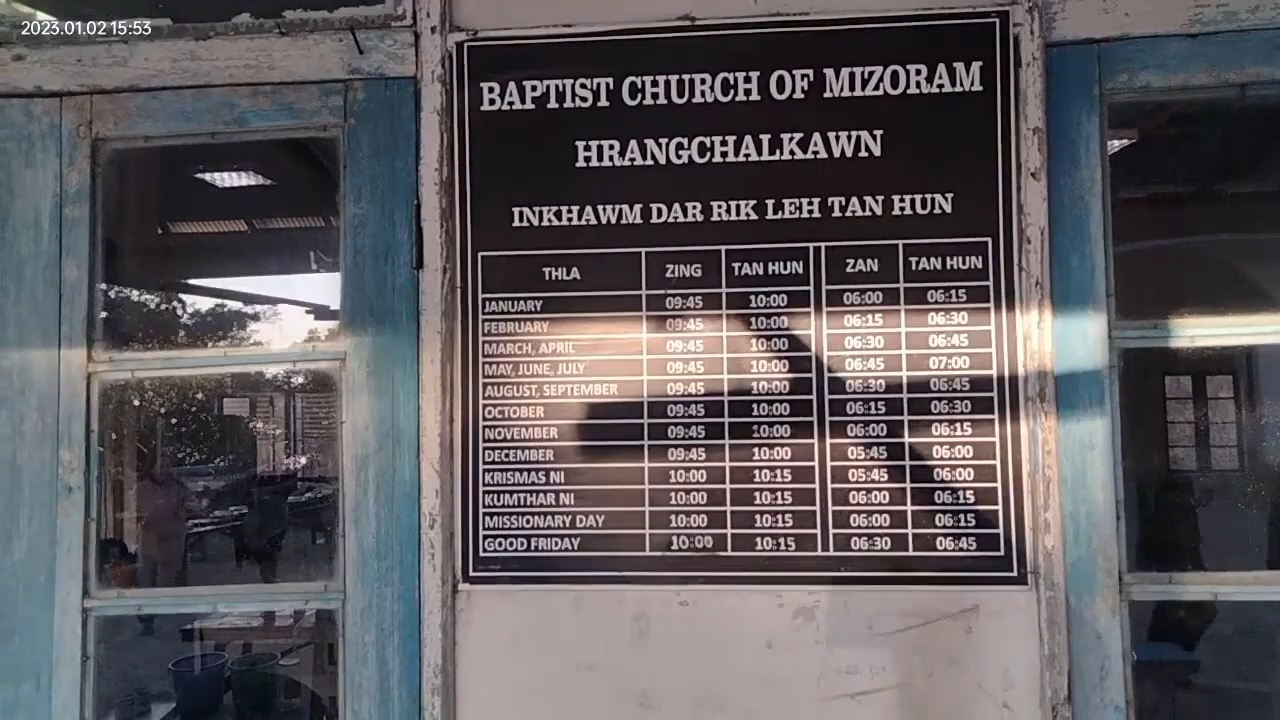 2023.01.02 15:53
BAPTIST CHURCH OF MIZORAM
HRANGCHALKAWN
INKHAWM DAR RIK LEH TAN HUN
THLA ZING TAN HUN ZAN TAN HUN
JANUARY 09:45 10:00 06:00 06:15
FEBRUARY 09:45 10:00 06:15 06:30
MARCH, APRIL 09:45 10:00 06:30 06:45
MAY, JUNE, JULY 09:45 10:00 06:45 07:00
AUGUST, SEPTEMBER 09:45 10:00 06:30 06:45
OCTOBER 09:45 10:00 06:15 06:30
NOVEMBER 09:45 10:00 06:00 06:15
DECEMBER 09:45 10:00 05:45 06:00
KRISMAS NI 10:00 10:15 05:45 06:00
KUMTHAR NI 10:00 10:15 06:00 06:15
MISSIONARY DAY 10:00 10:15 06:00 06:15
GOOD FRIDAY 10:00 10:15 06:30 06:45